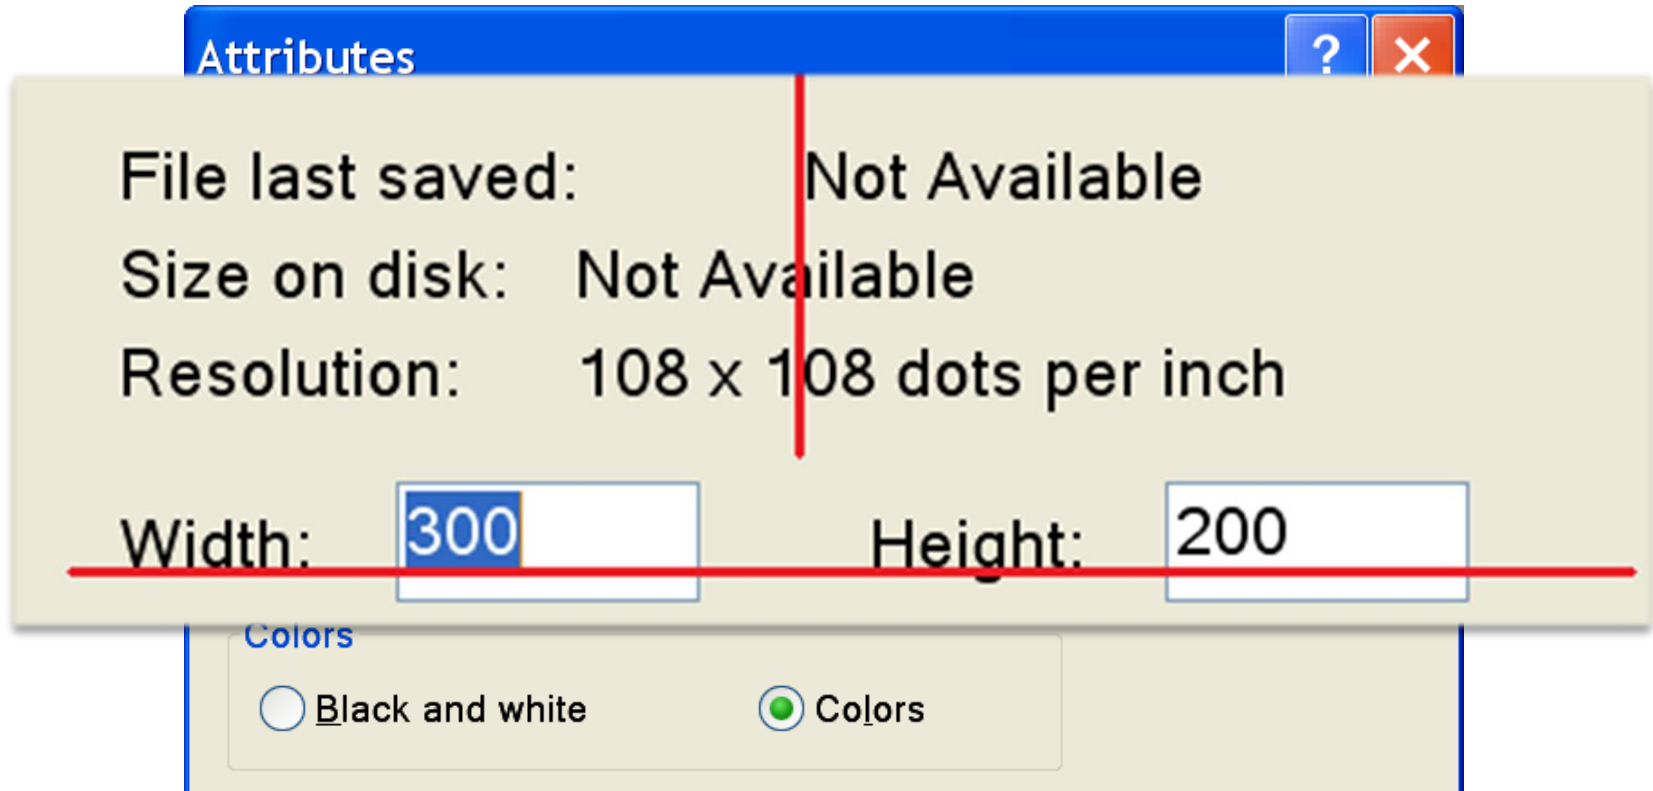 Attributes ?
File last saved: Not Available
Size on disk: Not Available
Resolution: 108 x 108 dots per inch
Width: 300 Height: 200
Colors
Black and white Colors